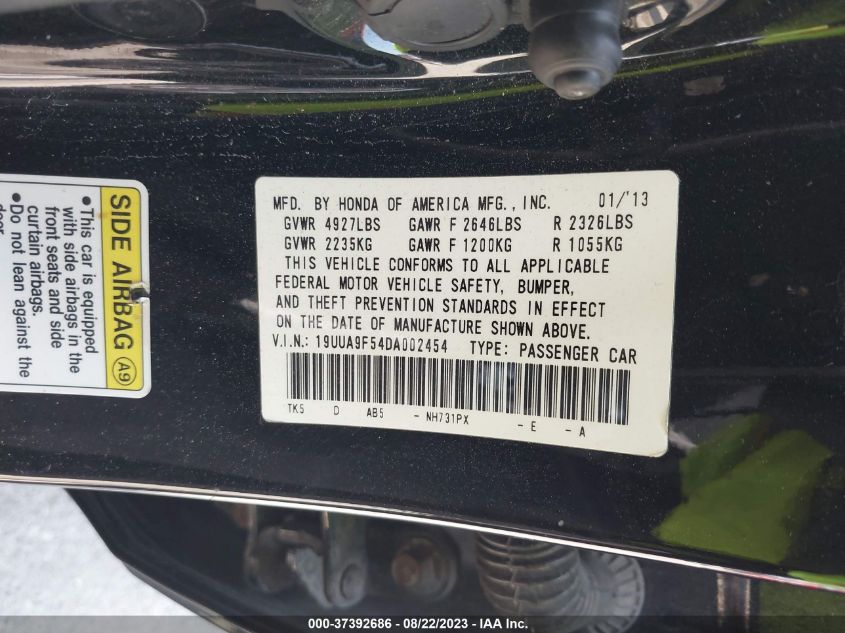 MFD. BY HONDA OF AMERICA MFG., INC. 01/'13
GVWR 4927LBS GAWR F 2646LBS R 2326LBS
GVWR 2235KG GAWR F 1200KG R 1055KG
THIS VEHICLE CONFORMS TO ALL APPLICABLE
FEDERAL MOTOR VEHICLE SAFETY, BUMPER,
AND THEFT PREVENTION STANDARDS IN EFFECT
ON THE DATE OF MANUFACTURE SHOWN ABOVE.
V.I.N.: 19UUA9F54DA002454 TYPE: PASSENGER CAR
TK5 D AB5 - NH731PX - E - A
SIDE AIRBAG A9
•This car is equipped
with side airbags in the
front seats and side
curtain airbags.
•Do not lean against the
door.
000-37392686 - 08/22/2023 - IAA Inc.